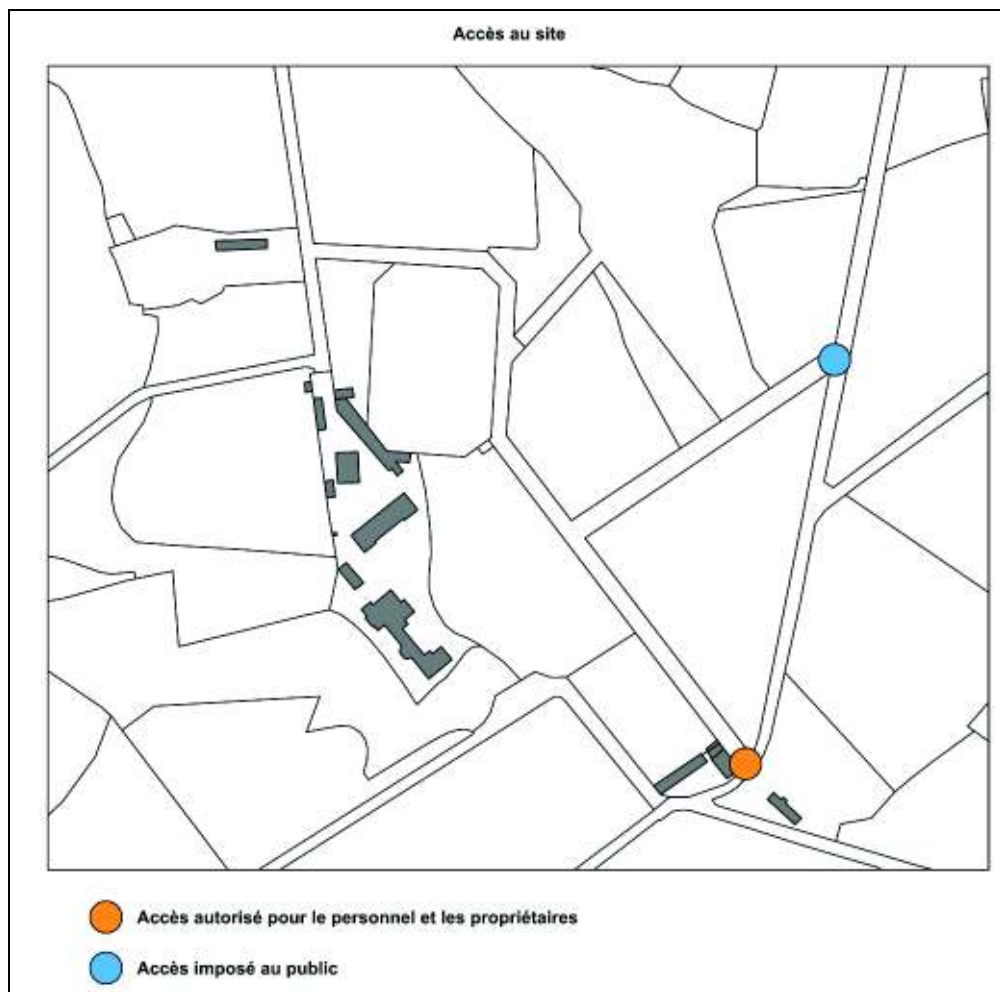 Accès au site
Accès autorisé pour le personnel et les propriétaires
Accès imposé au public